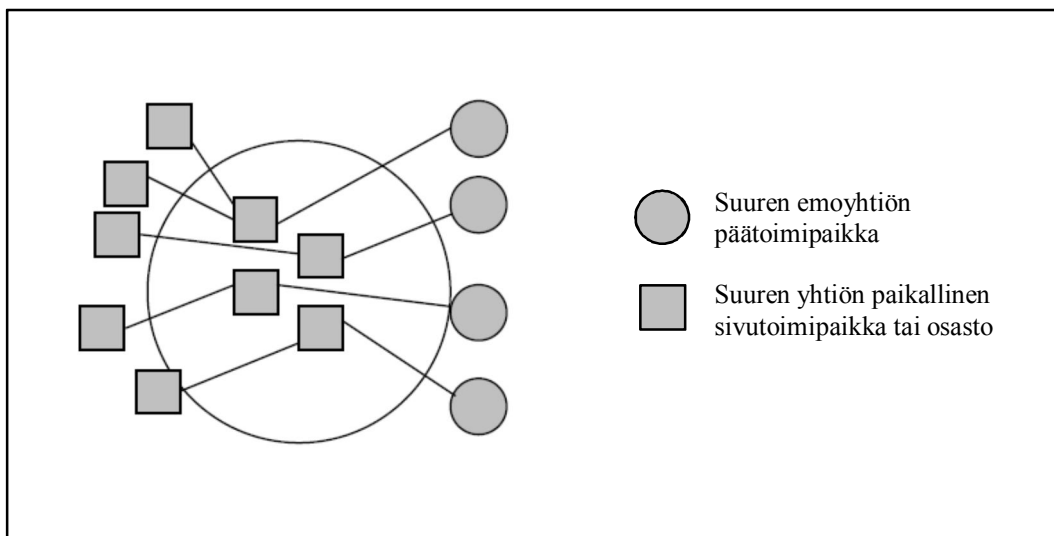 Suuren emoyhtiön
päätoimipaikka
Suuren yhtiön paikallinen
sivutoimipaikka tai osasto